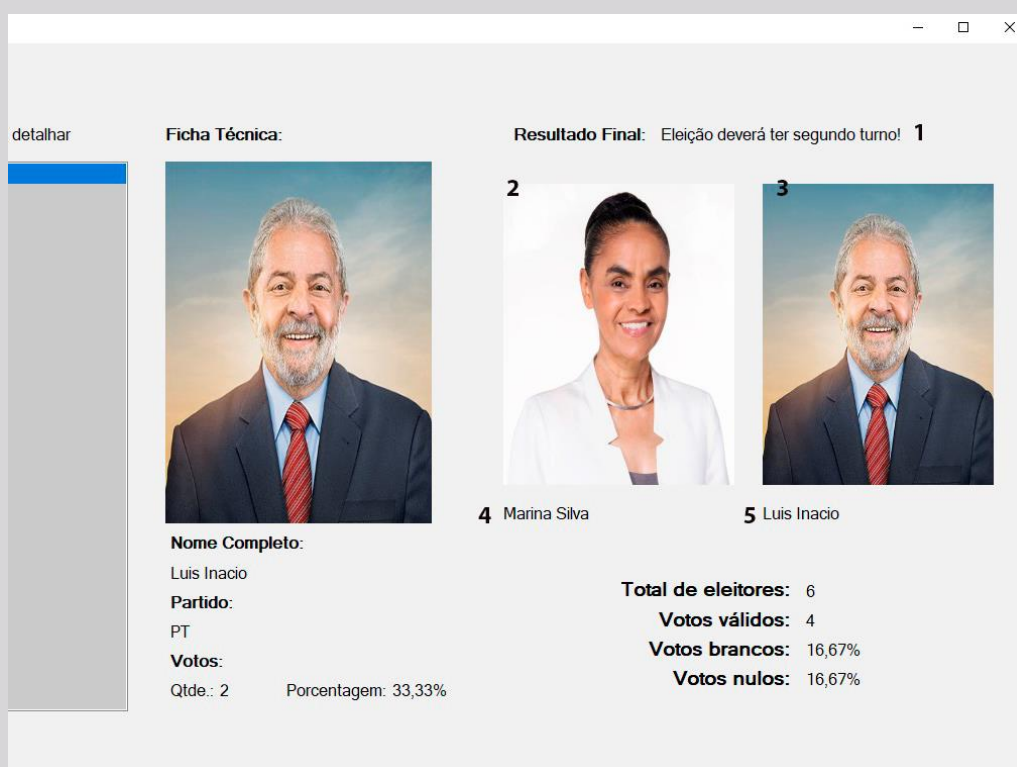 detalhar
Ficha Técnica:
Resultado Final: Eleição deverá ter segundo turno! 1
2
3
4 Marina Silva
5 Luis Inacio
Nome Completo:
Luis Inacio
Partido:
PT
Votos:
Qtde.: 2 Porcentagem: 33,33%
Total de eleitores: 6
Votos válidos: 4
Votos brancos: 16,67%
Votos nulos: 16,67%